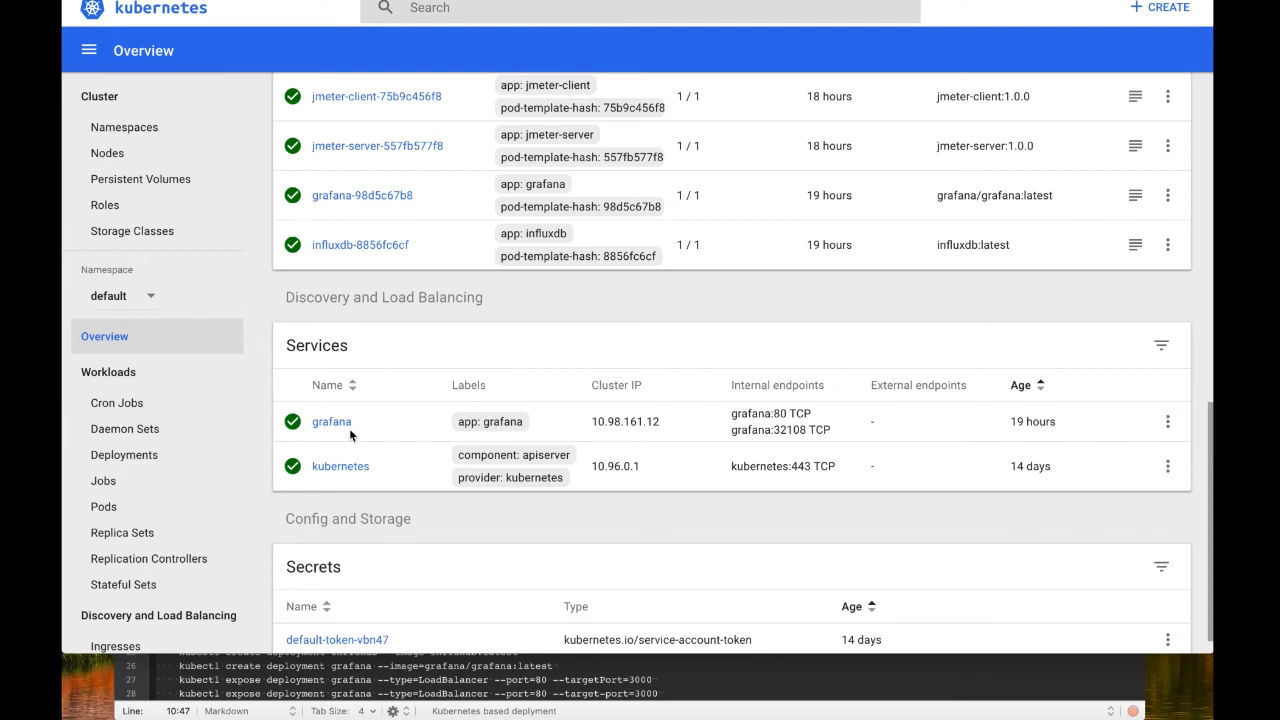 kubernetes
Search
+ CREATE
Overview
Cluster
Namespaces
Nodes
Persistent Volumes
Roles
Storage Classes
Namespace
default
Overview
Workloads
Cron Jobs
Daemon Sets
Deployments
Jobs
Pods
Replica Sets
Replication Controllers
Stateful Sets
Discovery and Load Balancing
Ingresses
jmeter-client-75b9c456f8
app: jmeter-client
pod-template-hash: 75b9c456f8
1 / 1
18 hours
jmeter-client:1.0.0
jmeter-server-557fb577f8
app: jmeter-server
pod-template-hash: 557fb577f8
1 / 1
18 hours
jmeter-server:1.0.0
grafana-98d5c67b8
app: grafana
pod-template-hash: 98d5c67b8
1 / 1
19 hours
grafana/grafana:latest
influxdb-8856fc6cf
app: influxdb
pod-template-hash: 8856fc6cf
1 / 1
19 hours
influxdb:latest
Discovery and Load Balancing
Services
Name Labels Cluster IP Internal endpoints External endpoints Age
grafana
app: grafana
10.98.161.12
grafana:80 TCP
grafana:32108 TCP
-
19 hours
kubernetes
component: apiserver
provider: kubernetes
10.96.0.1
kubernetes:443 TCP
-
14 days
Config and Storage
Secrets
Name Type Age
default-token-vbn47 kubernetes.io/service-account-token 14 days
26 kubectl create deployment grafana --image=grafana/grafana:latest
27 kubectl expose deployment grafana --type=LoadBalancer --port=80 --targetPort=3000
28 kubectl expose deployment grafana --type=LoadBalancer --port=80 --target-port=3000
Line: 10:47 Markdown Tab Size: 4 Kubernetes based deployment